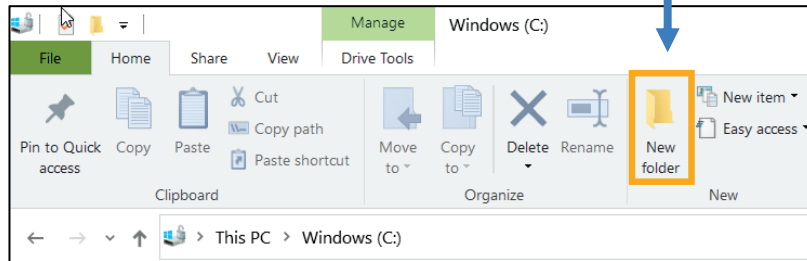 Manage Windows (C:)
File Home Share View Drive Tools
Pin to Quick access
Copy
Paste
Cut
Copy path
Paste shortcut
Clipboard
Move to
Copy to
Delete
Rename
Organize
New folder
New item
Easy access
New
This PC > Windows (C:)